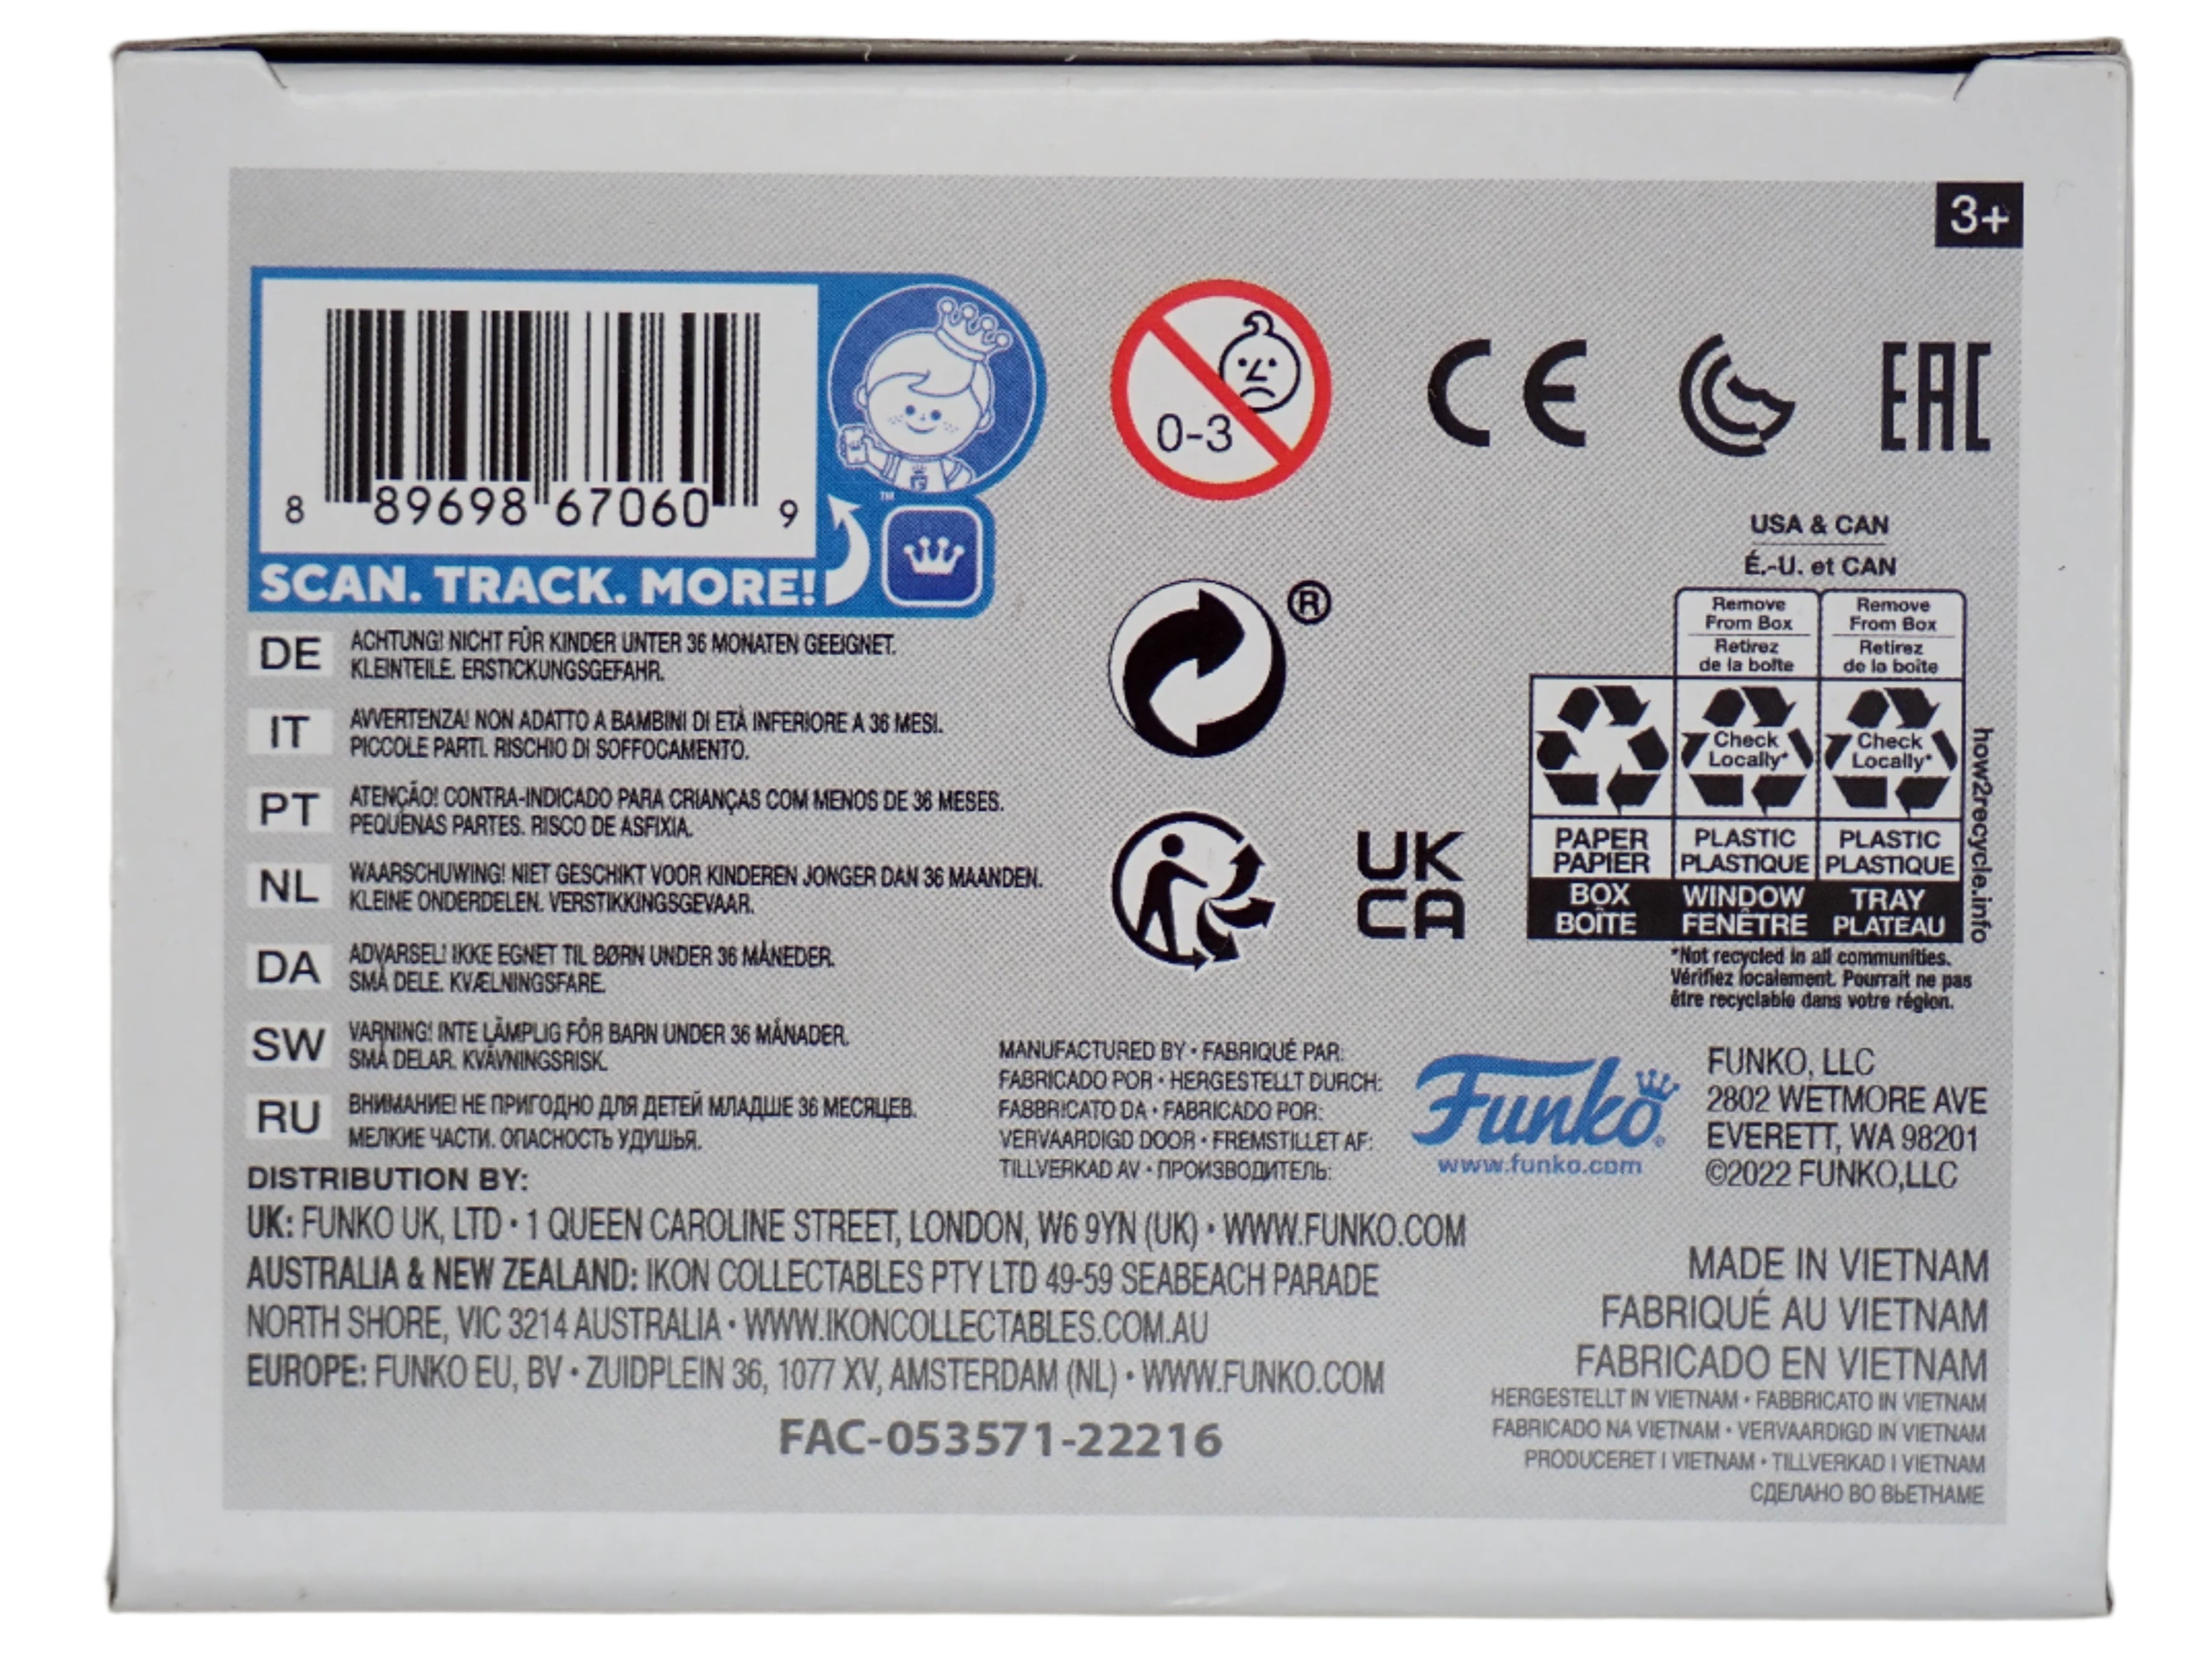 3+
8 89698 67060 9
™
SCAN. TRACK. MORE!
0-3
CE
EAC
®
UK
CA
USA & CAN
É.-U. et CAN
Remove
From Box
Retirez
de la boîte
Remove
From Box
Retirez
de la boîte
Check
Locally*
Check
Locally*
PAPER
PAPIER
PLASTIC
PLASTIQUE
PLASTIC
PLASTIQUE
BOX
BOÎTE
WINDOW
FENÊTRE
TRAY
PLATEAU
how2recycle.info
*Not recycled in all communities.
Vérifiez localement. Pourrait ne pas
être recyclable dans votre région.
DE ACHTUNG! NICHT FÜR KINDER UNTER 36 MONATEN GEEIGNET.
KLEINTEILE. ERSTICKUNGSGEFAHR.
IT AVVERTENZA! NON ADATTO A BAMBINI DI ETÀ INFERIORE A 36 MESI.
PICCOLE PARTI. RISCHIO DI SOFFOCAMENTO.
PT ATENÇÃO! CONTRA-INDICADO PARA CRIANÇAS COM MENOS DE 36 MESES.
PEQUENAS PARTES. RISCO DE ASFIXIA.
NL WAARSCHUWING! NIET GESCHIKT VOOR KINDEREN JONGER DAN 36 MAANDEN.
KLEINE ONDERDELEN. VERSTIKKINGSGEVAAR.
DA ADVARSEL! IKKE EGNET TIL BØRN UNDER 36 MÅNEDER.
SMÅ DELE. KVÆLNINGSFARE.
SW VARNING! INTE LÄMPLIG FÖR BARN UNDER 36 MÅNADER.
SMÅ DELAR. KVÄVNINGSRISK.
RU ВНИМАНИЕ! НЕ ПРИГОДНО ДЛЯ ДЕТЕЙ МЛАДШЕ 36 МЕСЯЦЕВ.
МЕЛКИЕ ЧАСТИ. ОПАСНОСТЬ УДУШЬЯ.
MANUFACTURED BY • FABRIQUÉ PAR:
FABRICADO POR • HERGESTELLT DURCH:
FABBRICATO DA • FABRICADO POR:
VERVAARDIGD DOOR • FREMSTILLET AF:
TILLVERKAD AV • ПРОИЗВОДИТЕЛЬ:
Funko®
www.funko.com
FUNKO, LLC
2802 WETMORE AVE
EVERETT, WA 98201
©2022 FUNKO,LLC
DISTRIBUTION BY:
UK: FUNKO UK, LTD • 1 QUEEN CAROLINE STREET, LONDON, W6 9YN (UK) • WWW.FUNKO.COM
AUSTRALIA & NEW ZEALAND: IKON COLLECTABLES PTY LTD 49-59 SEABEACH PARADE
NORTH SHORE, VIC 3214 AUSTRALIA • WWW.IKONCOLLECTABLES.COM.AU
EUROPE: FUNKO EU, BV • ZUIDPLEIN 36, 1077 XV, AMSTERDAM (NL) • WWW.FUNKO.COM
FAC-053571-22216
MADE IN VIETNAM
FABRIQUÉ AU VIETNAM
FABRICADO EN VIETNAM
HERGESTELLT IN VIETNAM • FABBRICATO IN VIETNAM
FABRICADO NA VIETNAM • VERVAARDIGD IN VIETNAM
PRODUCERET I VIETNAM • TILLVERKAD I VIETNAM
СДЕЛАНО ВО ВЬЕТНАМЕ